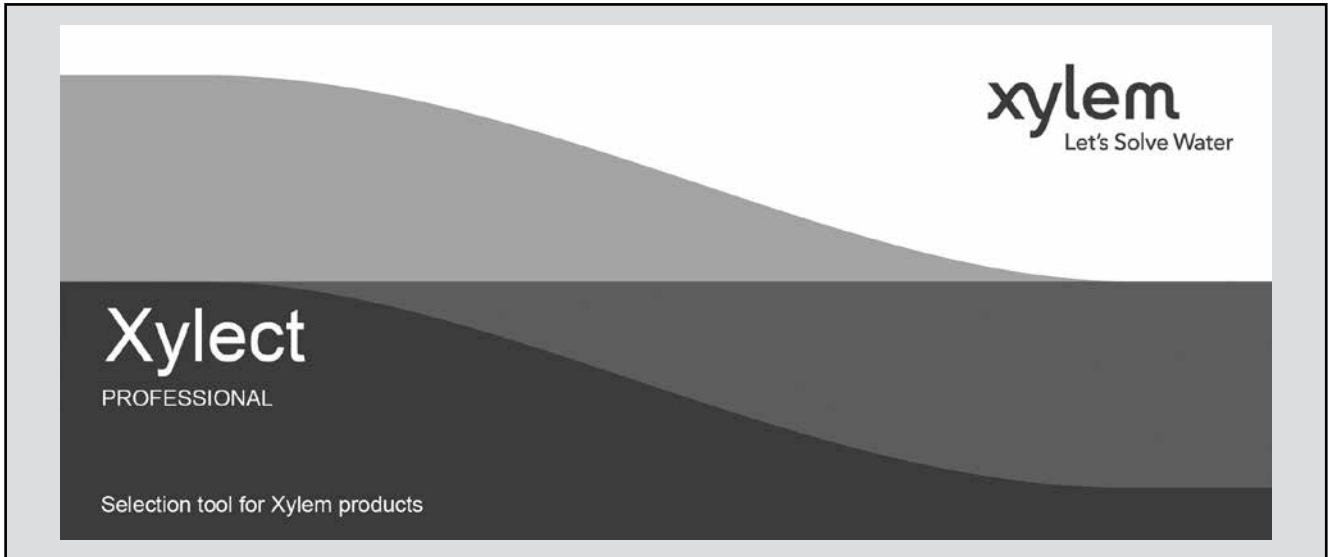 xylem
Let's Solve Water
Xylect
PROFESSIONAL
Selection tool for Xylem products